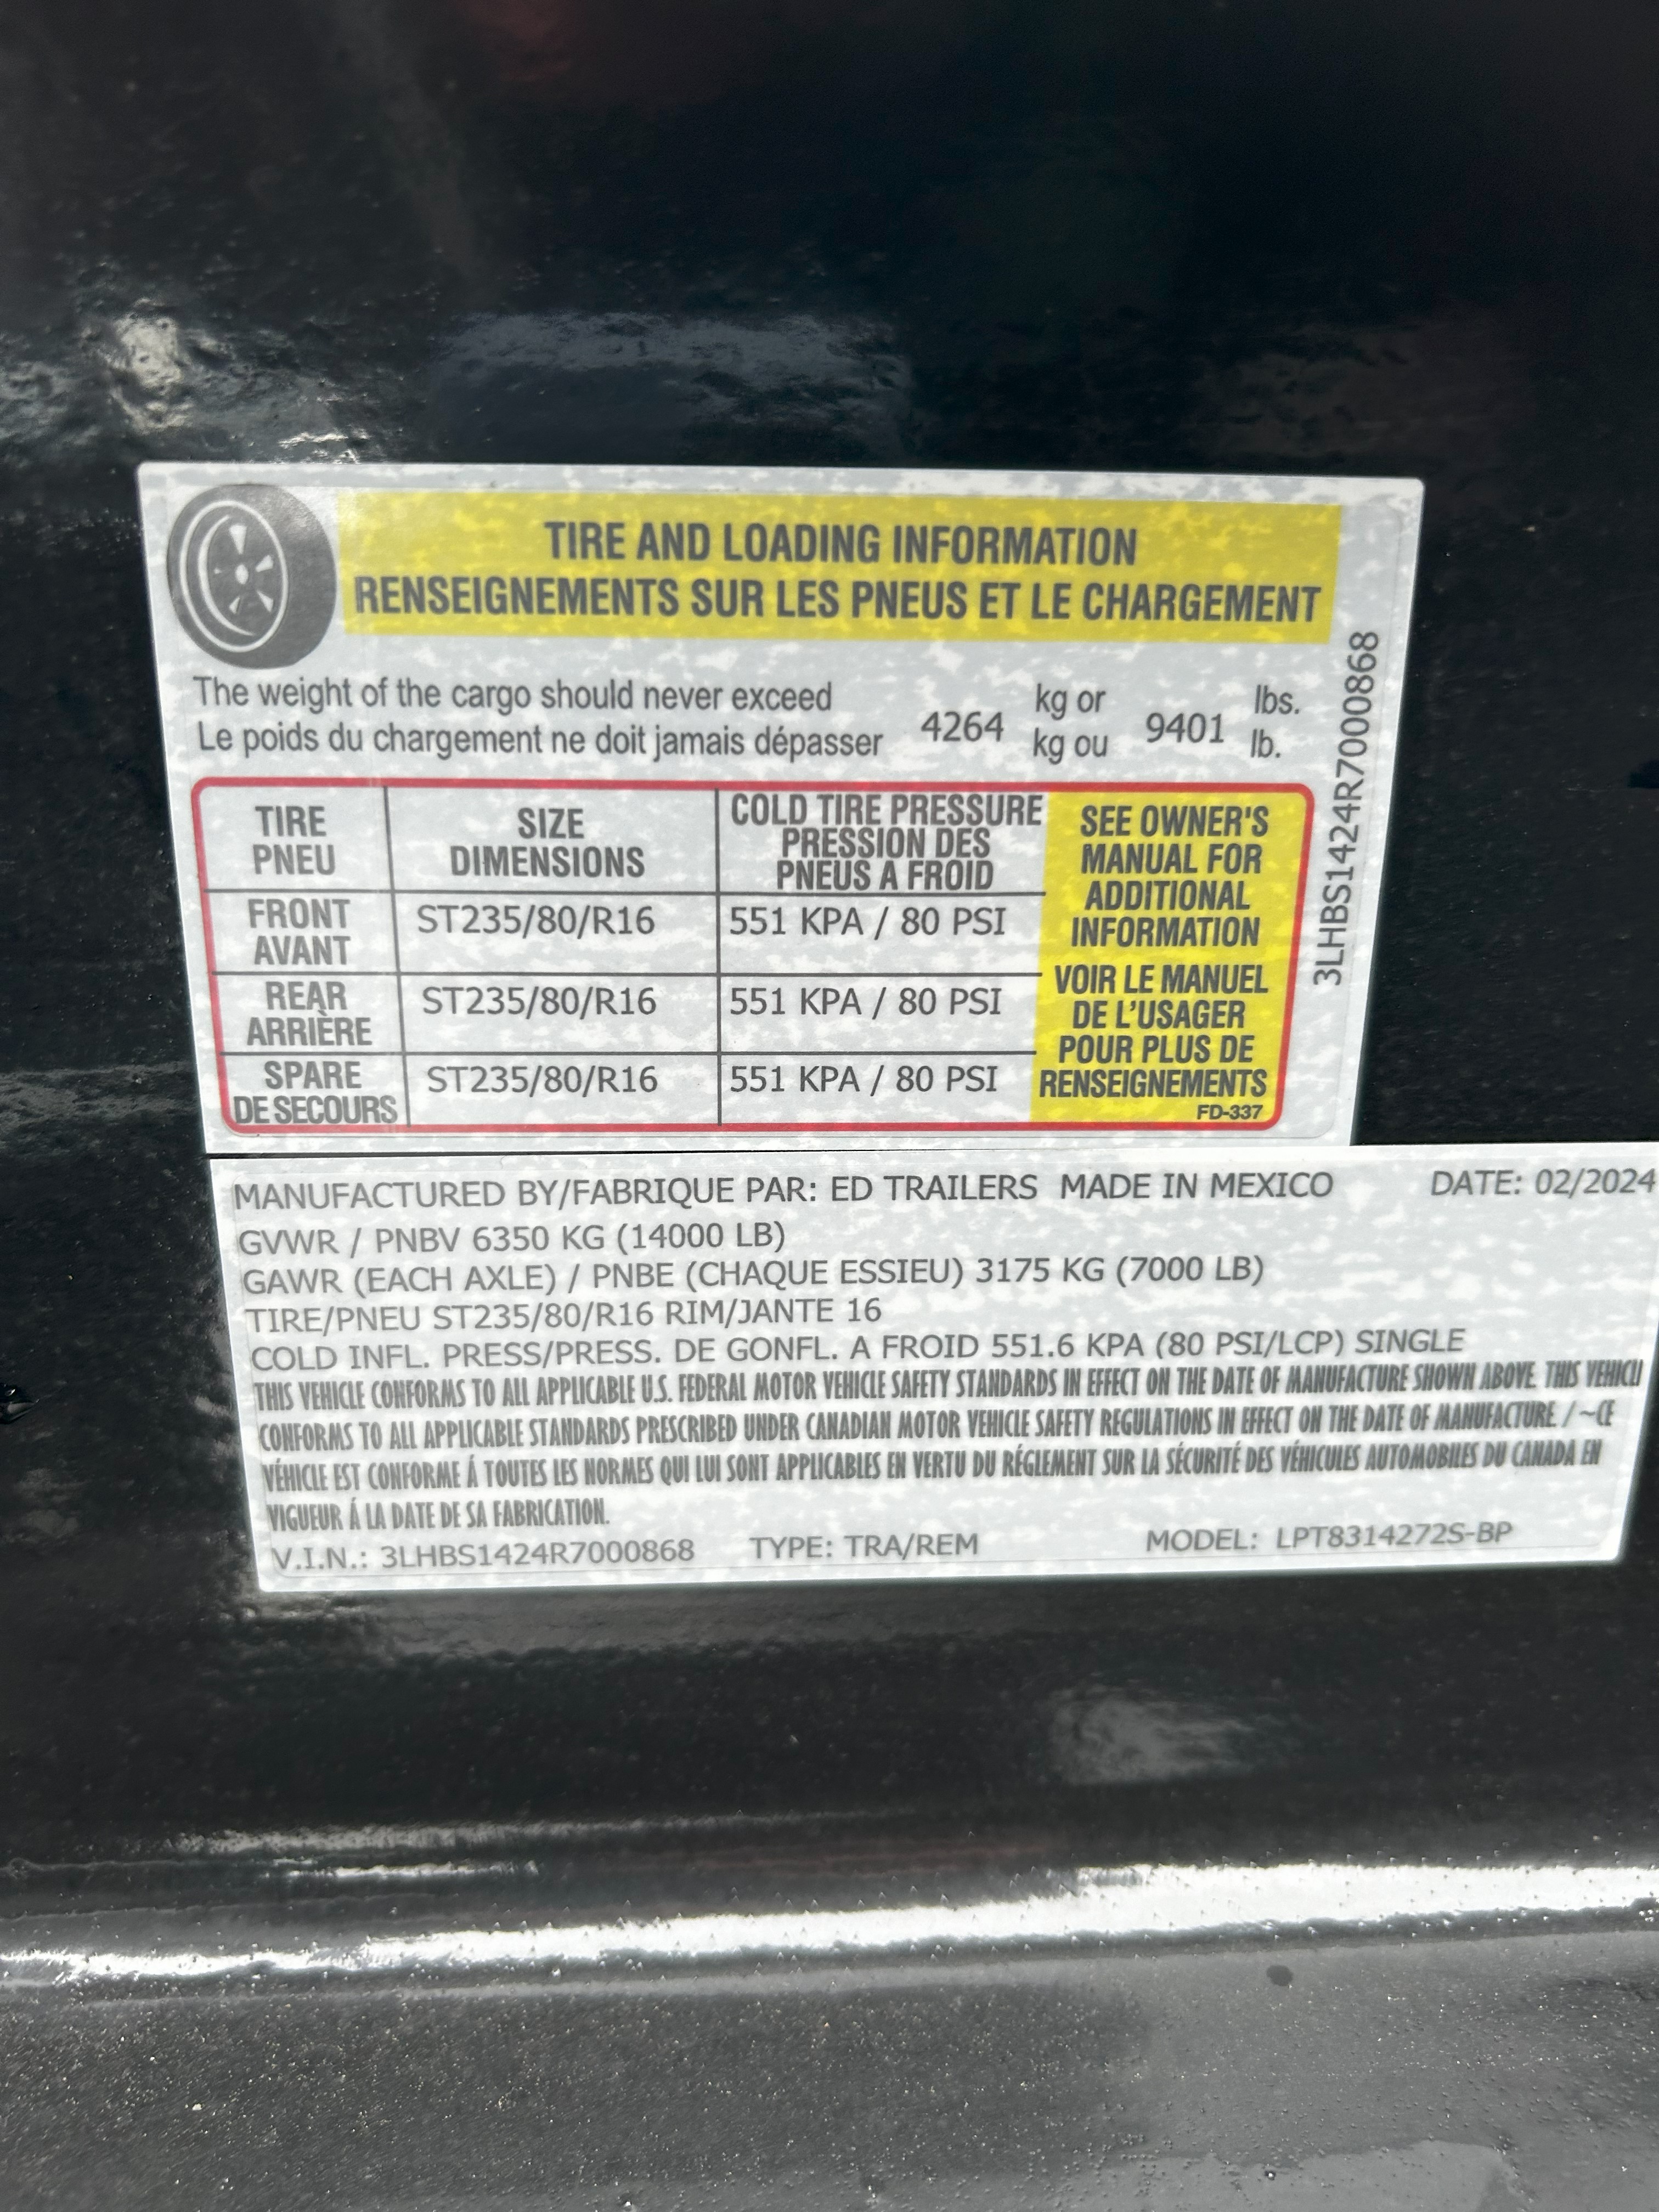 TIRE AND LOADING INFORMATION
RENSEIGNEMENTS SUR LES PNEUS ET LE CHARGEMENT
The weight of the cargo should never exceed
Le poids du chargement ne doit jamais dépasser
4264
kg or
kg ou
9401
lbs.
lb.
3LHBS1424R7000868
TIRE
PNEU
SIZE
DIMENSIONS
COLD TIRE PRESSURE
PRESSION DES
PNEUS A FROID
FRONT
AVANT
ST235/80/R16
551 KPA / 80 PSI
REAR
ARRIÈRE
ST235/80/R16
551 KPA / 80 PSI
SPARE
DE SECOURS
ST235/80/R16
551 KPA / 80 PSI
SEE OWNER'S
MANUAL FOR
ADDITIONAL
INFORMATION
VOIR LE MANUEL
DE L'USAGER
POUR PLUS DE
RENSEIGNEMENTS
FD-337
MANUFACTURED BY/FABRIQUE PAR: ED TRAILERS MADE IN MEXICO DATE: 02/2024
GVWR / PNBV 6350 KG (14000 LB)
GAWR (EACH AXLE) / PNBE (CHAQUE ESSIEU) 3175 KG (7000 LB)
TIRE/PNEU ST235/80/R16 RIM/JANTE 16
COLD INFL. PRESS/PRESS. DE GONFL. A FROID 551.6 KPA (80 PSI/LCP) SINGLE
THIS VEHICLE CONFORMS TO ALL APPLICABLE U.S. FEDERAL MOTOR VEHICLE SAFETY STANDARDS IN EFFECT ON THE DATE OF MANUFACTURE SHOWN ABOVE. THIS VEHICLE
CONFORMS TO ALL APPLICABLE STANDARDS PRESCRIBED UNDER CANADIAN MOTOR VEHICLE SAFETY REGULATIONS IN EFFECT ON THE DATE OF MANUFACTURE. / ~CE
VÉHICLE EST CONFORME Á TOUTES LES NORMES QUI LUI SONT APPLICABLES EN VERTU DU RÉGLEMENT SUR LA SÉCURITÉ DES VÉHICULES AUTOMOBILES DU CANADA EN
VIGUEUR Á LA DATE DE SA FABRICATION.
V.I.N.: 3LHBS1424R7000868 TYPE: TRA/REM MODEL: LPT8314272S-BP